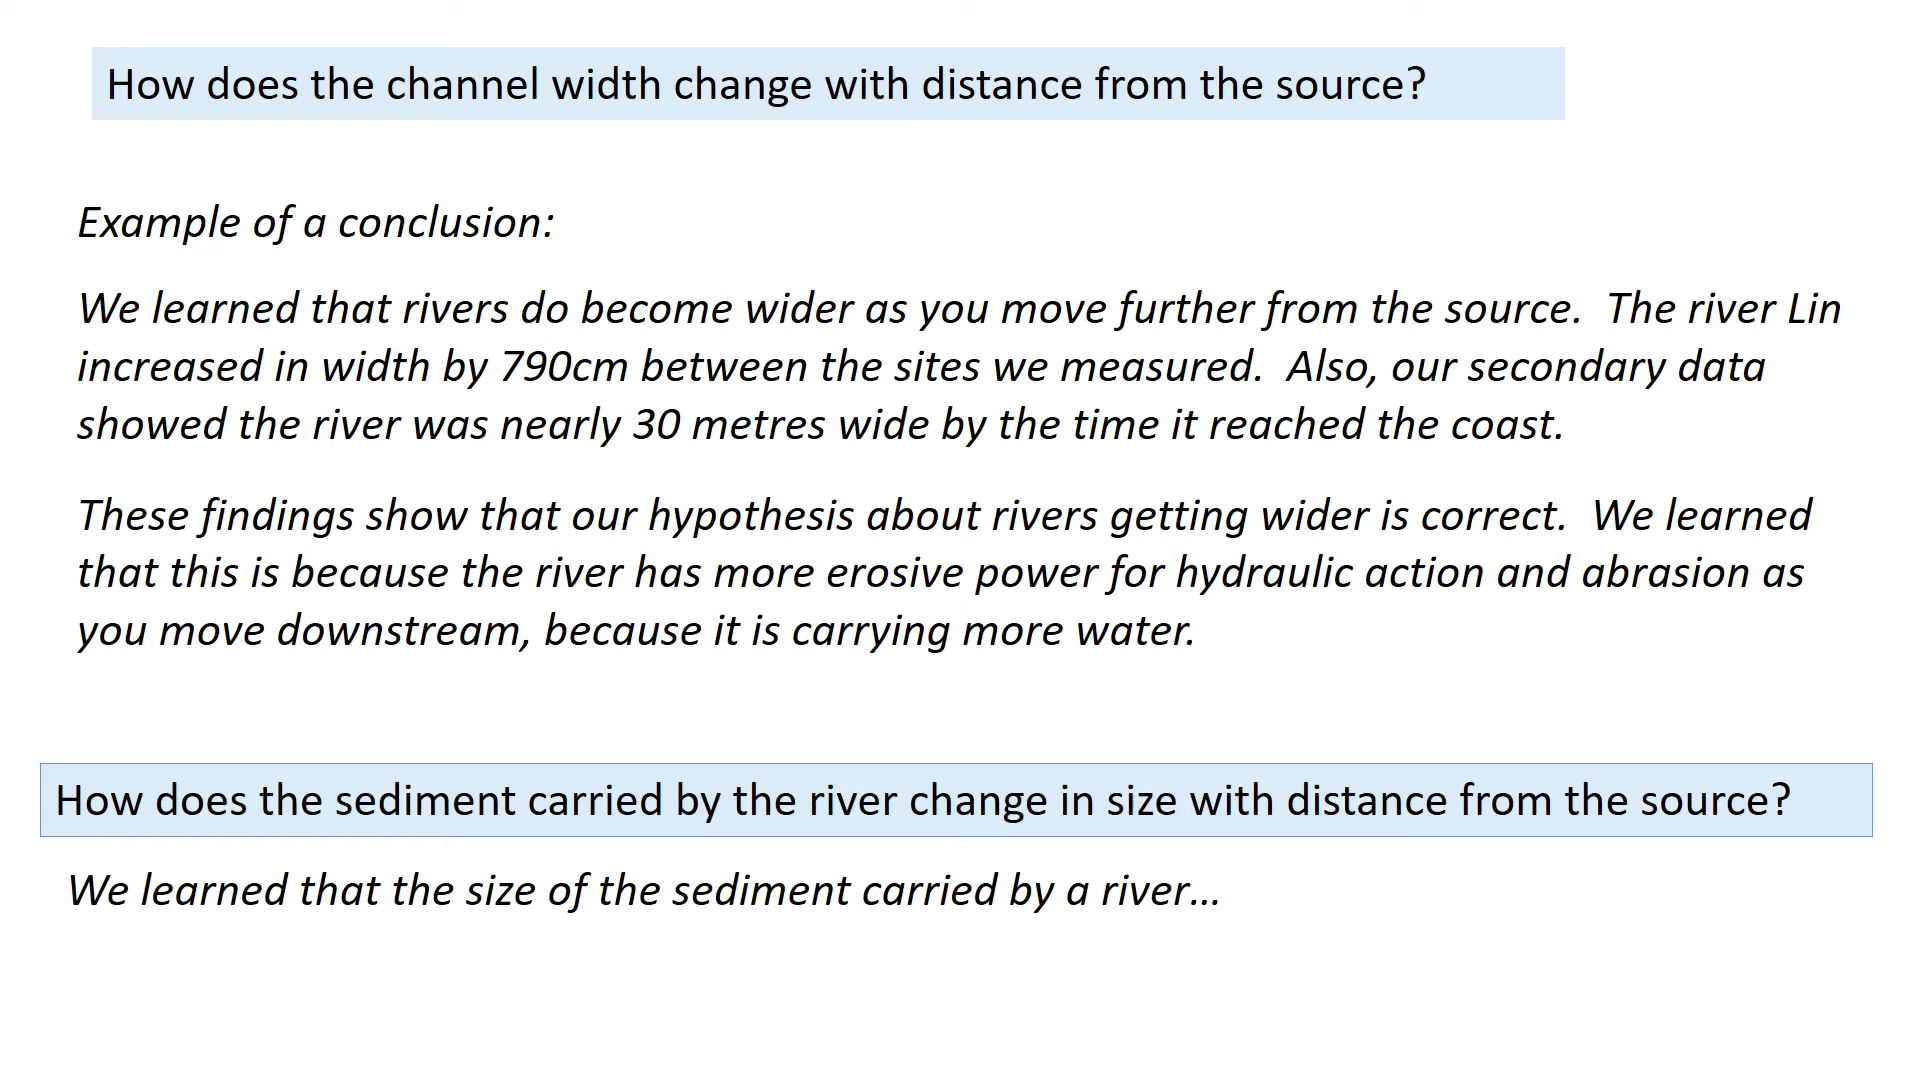 How does the channel width change with distance from the source?
Example of a conclusion:
We learned that rivers do become wider as you move further from the source.  The river Lin
increased in width by 790cm between the sites we measured.  Also, our secondary data
showed the river was nearly 30 metres wide by the time it reached the coast.
These findings show that our hypothesis about rivers getting wider is correct.  We learned
that this is because the river has more erosive power for hydraulic action and abrasion as
you move downstream, because it is carrying more water.
How does the sediment carried by the river change in size with distance from the source?
We learned that the size of the sediment carried by a river…